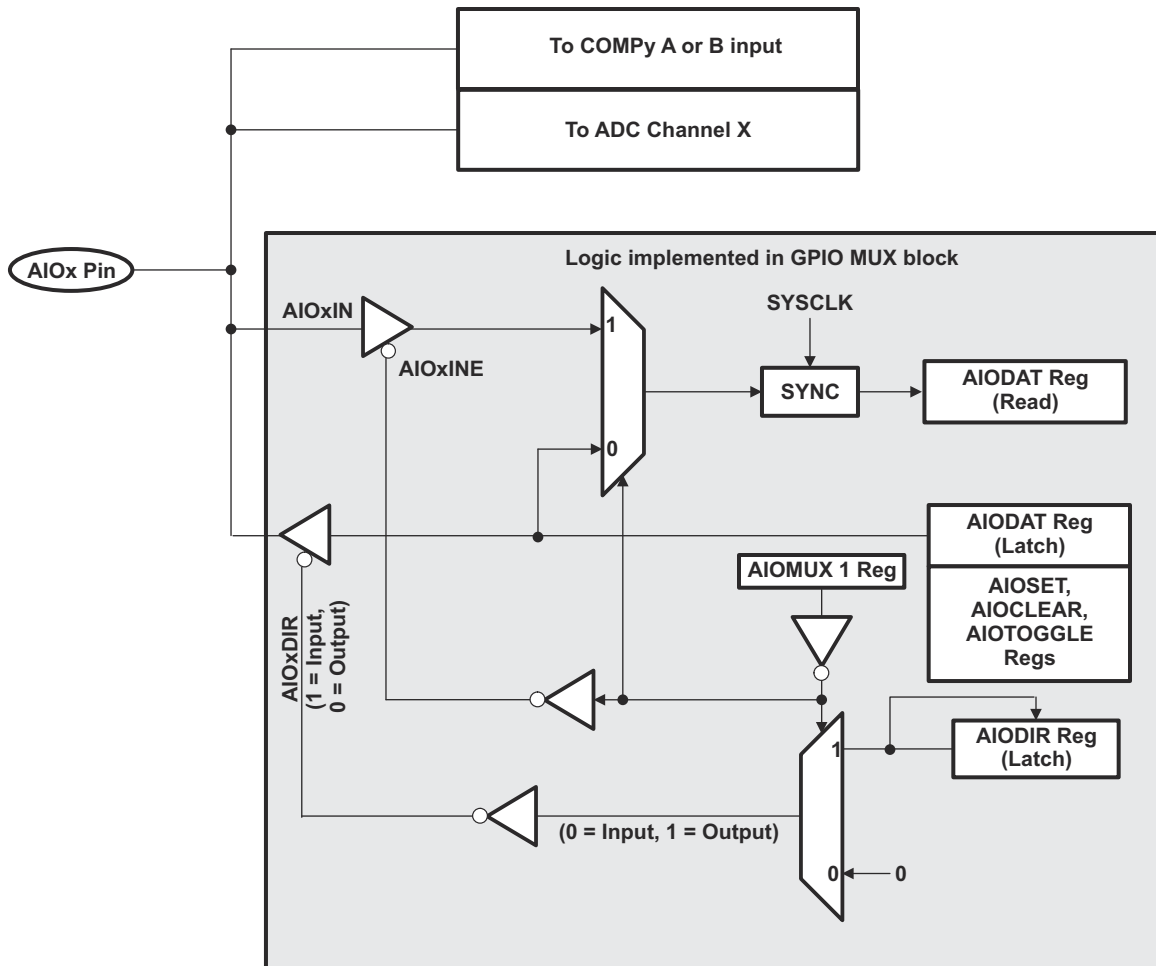 To COMPy A or B input
To ADC Channel X
AIOx Pin
Logic implemented in GPIO MUX block
AIOxIN
AIOxINE
1
0
SYSCLK
SYNC
AIODAT Reg
(Read)
AIODAT Reg
(Latch)
AIOSET,
AIOCLEAR,
AIOTOGGLE
Regs
AIOMUX 1 Reg
AIOxDIR
(1 = Input,
0 = Output)
1
AIODIR Reg
(Latch)
(0 = Input, 1 = Output)
0
0